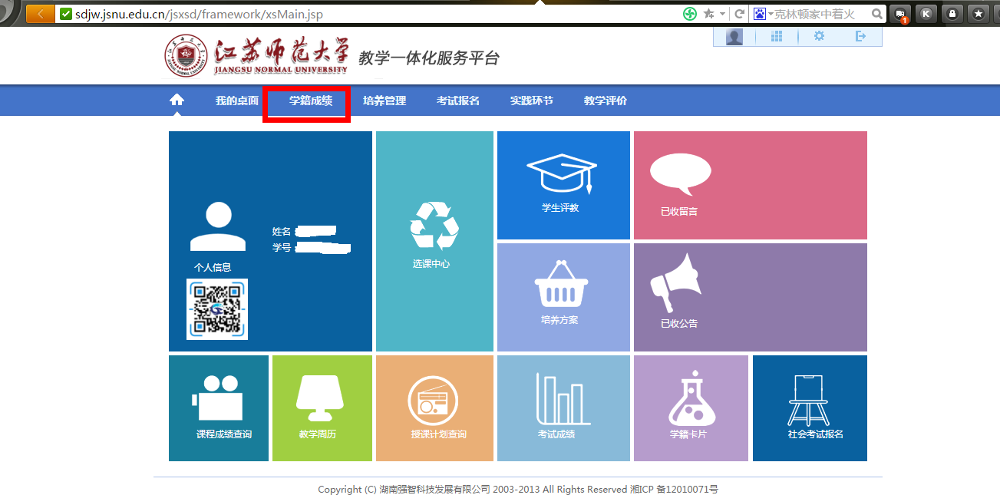 sdjw.jsnu.edu.cn/jsxsd/framework/xsMain.jsp
克林顿家中着火
K
1
江苏师范大学
JIANGSU NORMAL UNIVERSITY
教学一体化服务平台
我的桌面
学籍成绩
培养管理
考试报名
实践环节
教学评价
姓名
学号
个人信息
选课中心
学生评教
已收留言
培养方案
已收公告
课程成绩查询
教学周历
授课计划查询
考试成绩
学籍卡片
社会考试报名
Copyright (C) 湖南强智科技发展有限公司 2003-2013 All Rights Reserved 湘ICP 备12010071号